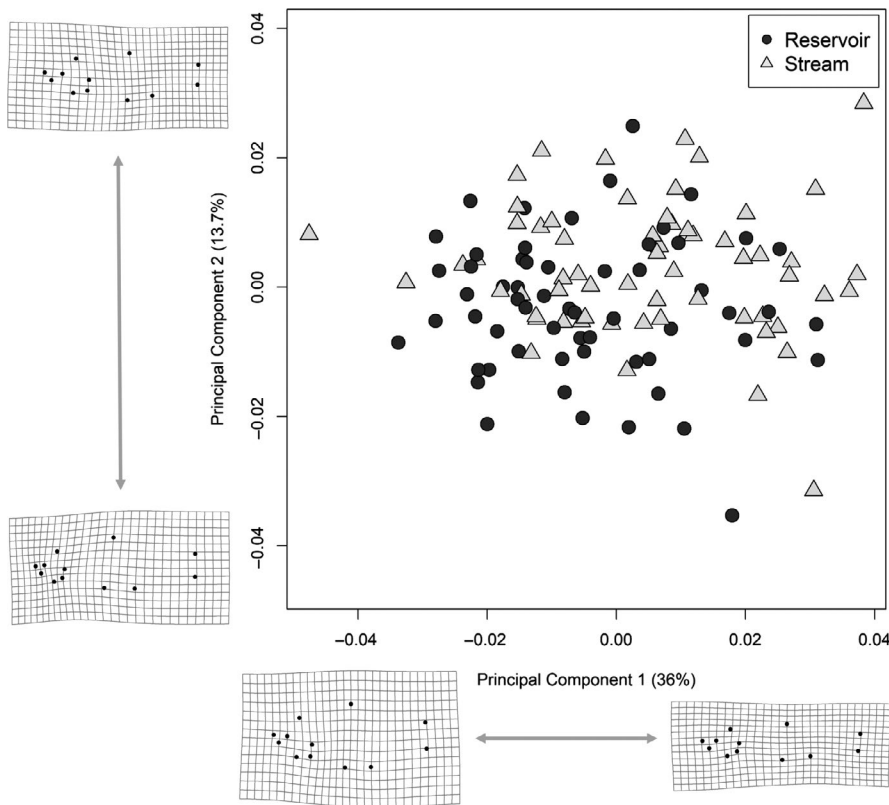 0.04
0.02
0.00
−0.02
−0.04
Principal Component 2 (13.7%)
Reservoir
Stream
−0.04
−0.02
0.00
0.02
0.04
Principal Component 1 (36%)